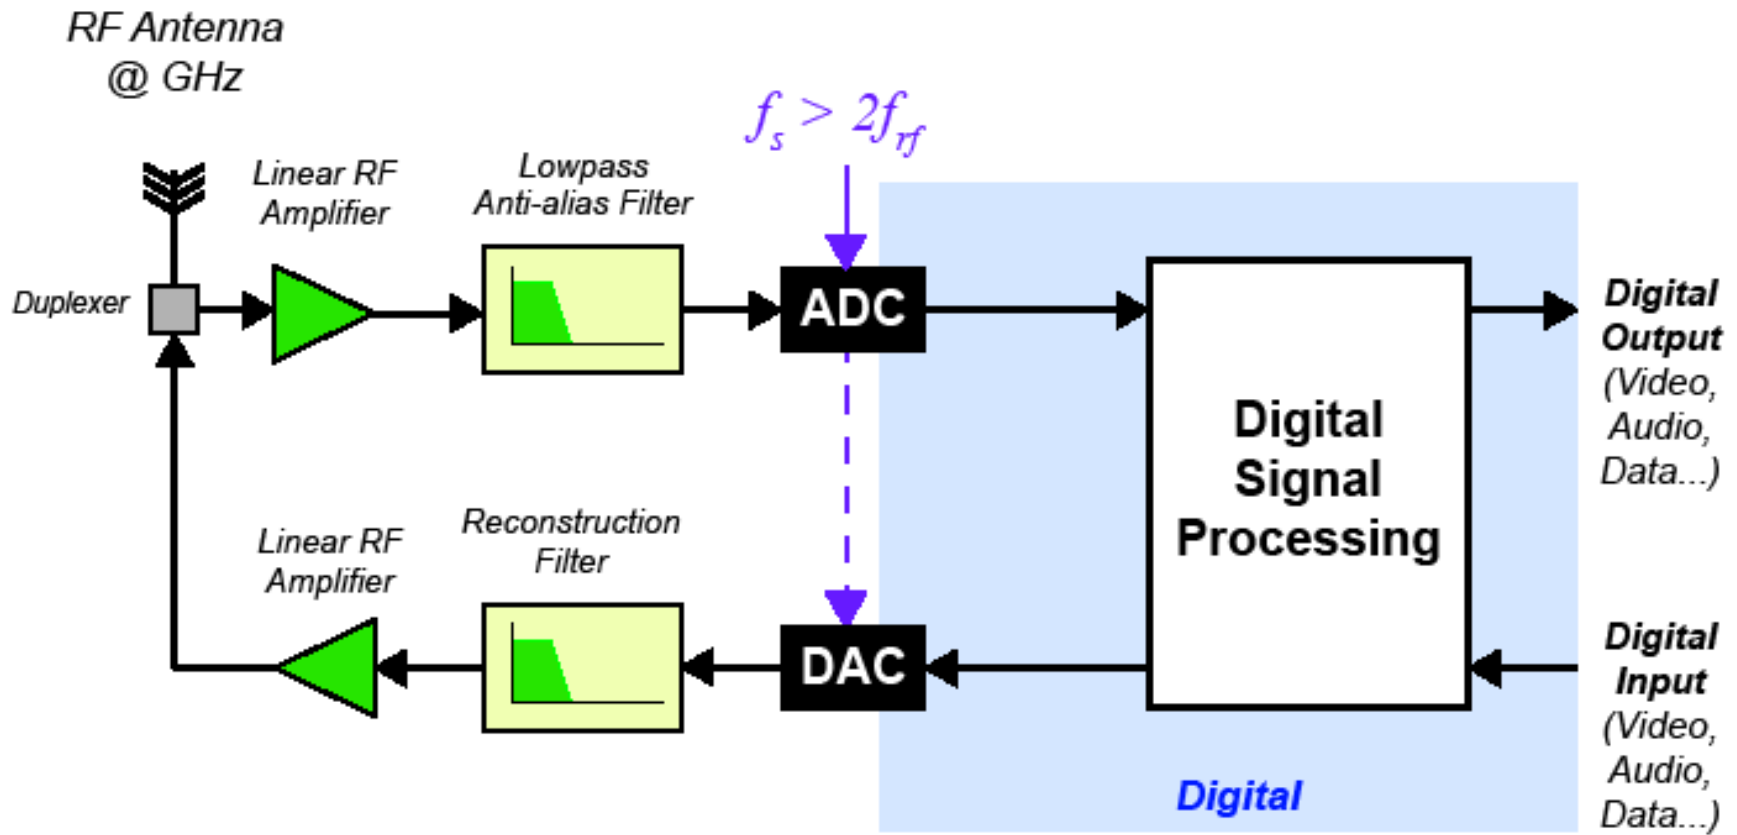 RF Antenna
@ GHz
fs > 2frf
Linear RF
Amplifier
Lowpass
Anti-alias Filter
Duplexer
ADC
Digital
Output
(Video,
Audio,
Data...)
Digital
Signal
Processing
Linear RF
Amplifier
Reconstruction
Filter
DAC
Digital
Input
(Video,
Audio,
Data...)
Digital